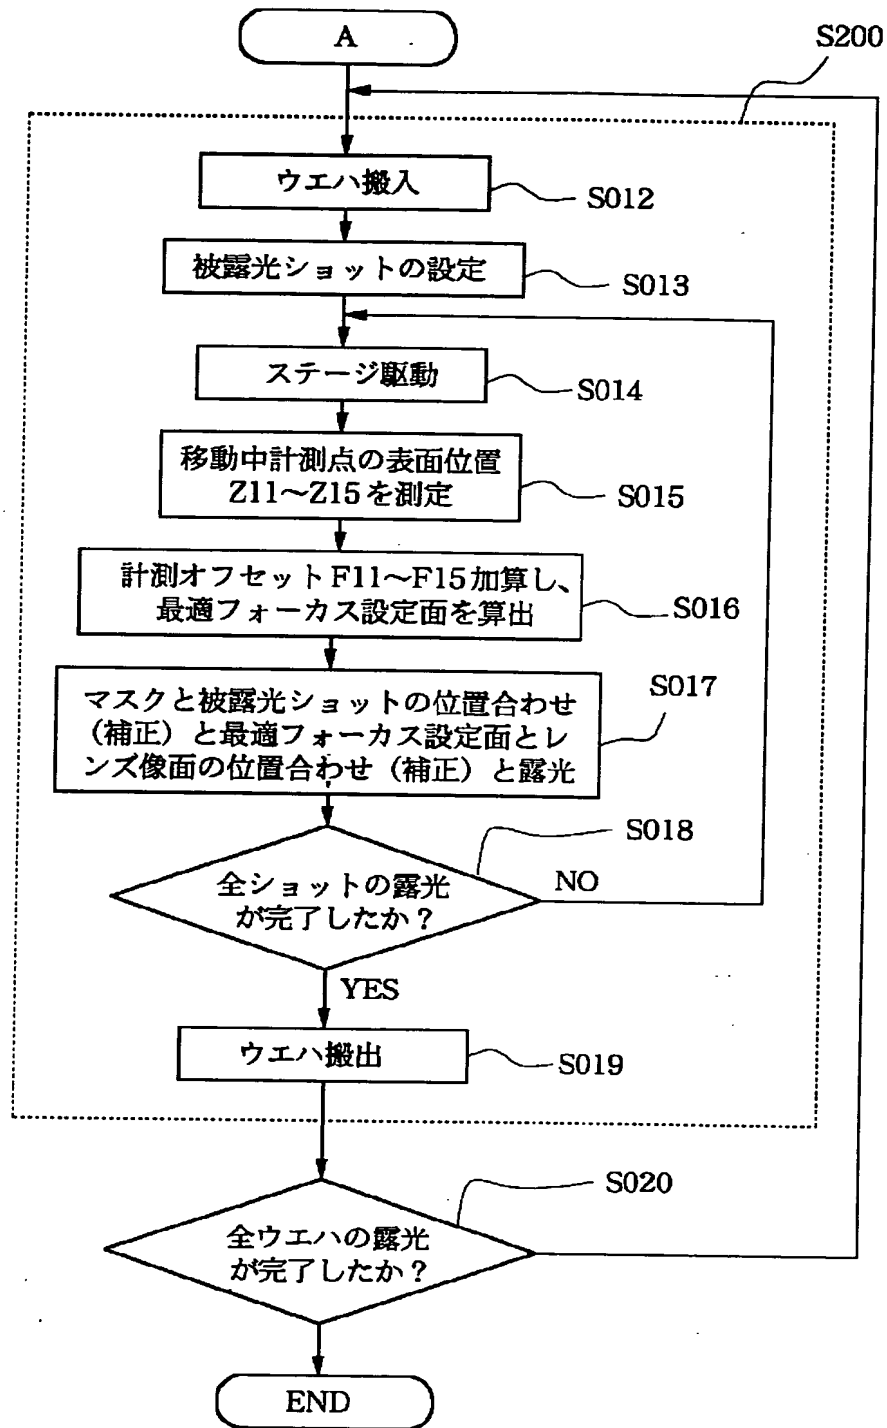 A
S200
ウエハ搬入
S012
被露光ショットの設定
S013
ステージ駆動
S014
移動中計測点の表面位置
Z11～Z15を測定
S015
計測オフセットF11～F15加算し、
最適フォーカス設定面を算出
S016
マスクと被露光ショットの位置合わせ
（補正）と最適フォーカス設定面とレ
ンズ像面の位置合わせ（補正）と露光
S017
全ショットの露光
が完了したか？
S018
NO
YES
ウエハ搬出
S019
全ウエハの露光
が完了したか？
S020
END